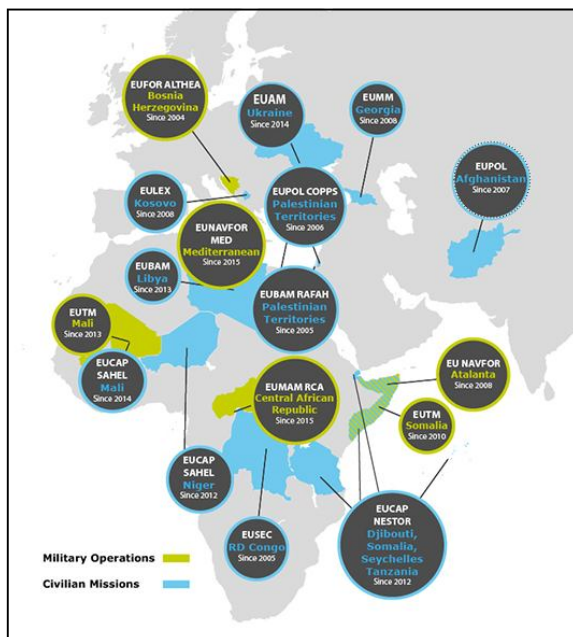 EUFOR ALTHEA
Bosnia
Herzegovina
Since 2004
EUAM
Ukraine
Since 2014
EUMM
Georgia
Since 2008
EUPOL
Afghanistan
Since 2007
EULEX
Kosovo
Since 2008
EUPOL COPPS
Palestinian
Territories
Since 2006
EUNAVFOR
MED
Mediterranean
Since 2015
EUBAM
Libya
Since 2013
EUBAM RAFAH
Palestinian
Territories
Since 2005
EUTM
Mali
Since 2013
EUCAP
SAHEL
Mali
Since 2014
EUMAM RCA
Central African
Republic
Since 2015
EU NAVFOR
Atalanta
Since 2008
EUTM
Somalia
Since 2010
EUCAP
SAHEL
Niger
Since 2012
EUSEC
RD Congo
Since 2005
EUCAP
NESTOR
Djibouti,
Somalia,
Seychelles
Tanzania
Since 2012
Military Operations
Civilian Missions